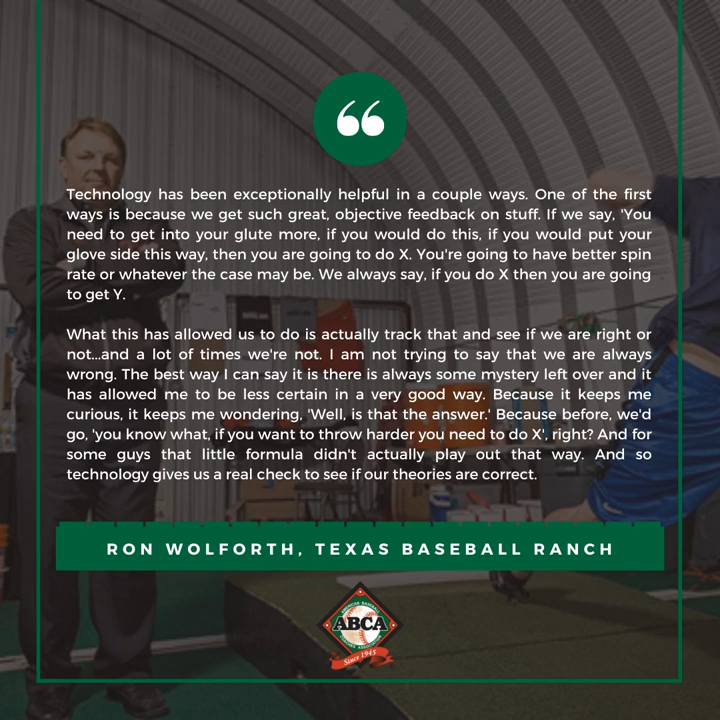 “
Technology has been exceptionally helpful in a couple ways. One of the first
ways is because we get such great, objective feedback on stuff. If we say, 'You
need to get into your glute more, if you would do this, if you would put your
glove side this way, then you are going to do X. You're going to have better spin
rate or whatever the case may be. We always say, if you do X then you are going
to get Y.
What this has allowed us to do is actually track that and see if we are right or
not...and a lot of times we're not. I am not trying to say that we are always
wrong. The best way I can say it is there is always some mystery left over and it
has allowed me to be less certain in a very good way. Because it keeps me
curious, it keeps me wondering, 'Well, is that the answer.' Because before, we'd
go, 'you know what, if you want to throw harder you need to do X', right? And for
some guys that little formula didn't actually play out that way. And so
technology gives us a real check to see if our theories are correct.
RON WOLFORTH, TEXAS BASEBALL RANCH
AMERICAN BASEBALL
ABCA
COACHES ASSOCIATION
Since 1945